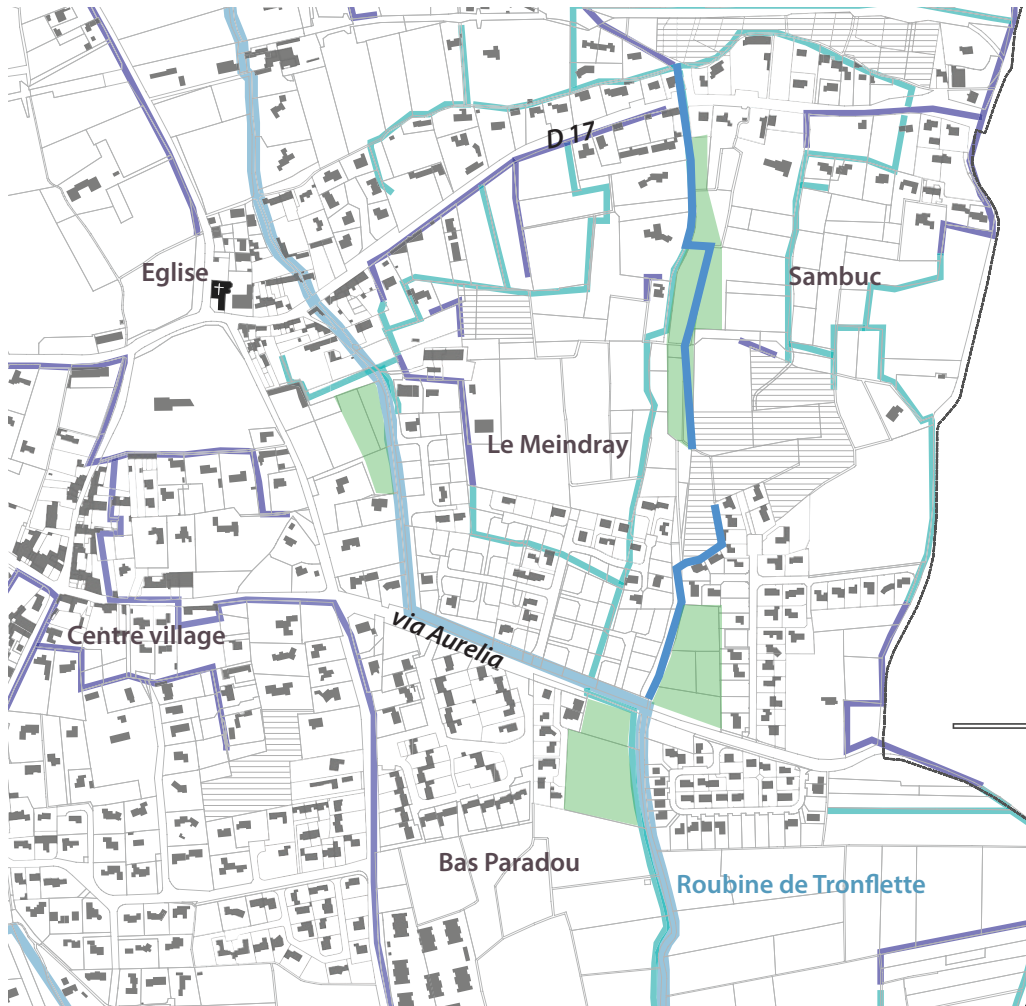 D 17
Eglise
Sambuc
Le Meindray
via Aurelia
Centre village
Bas Paradou
Roubine de Tronflette